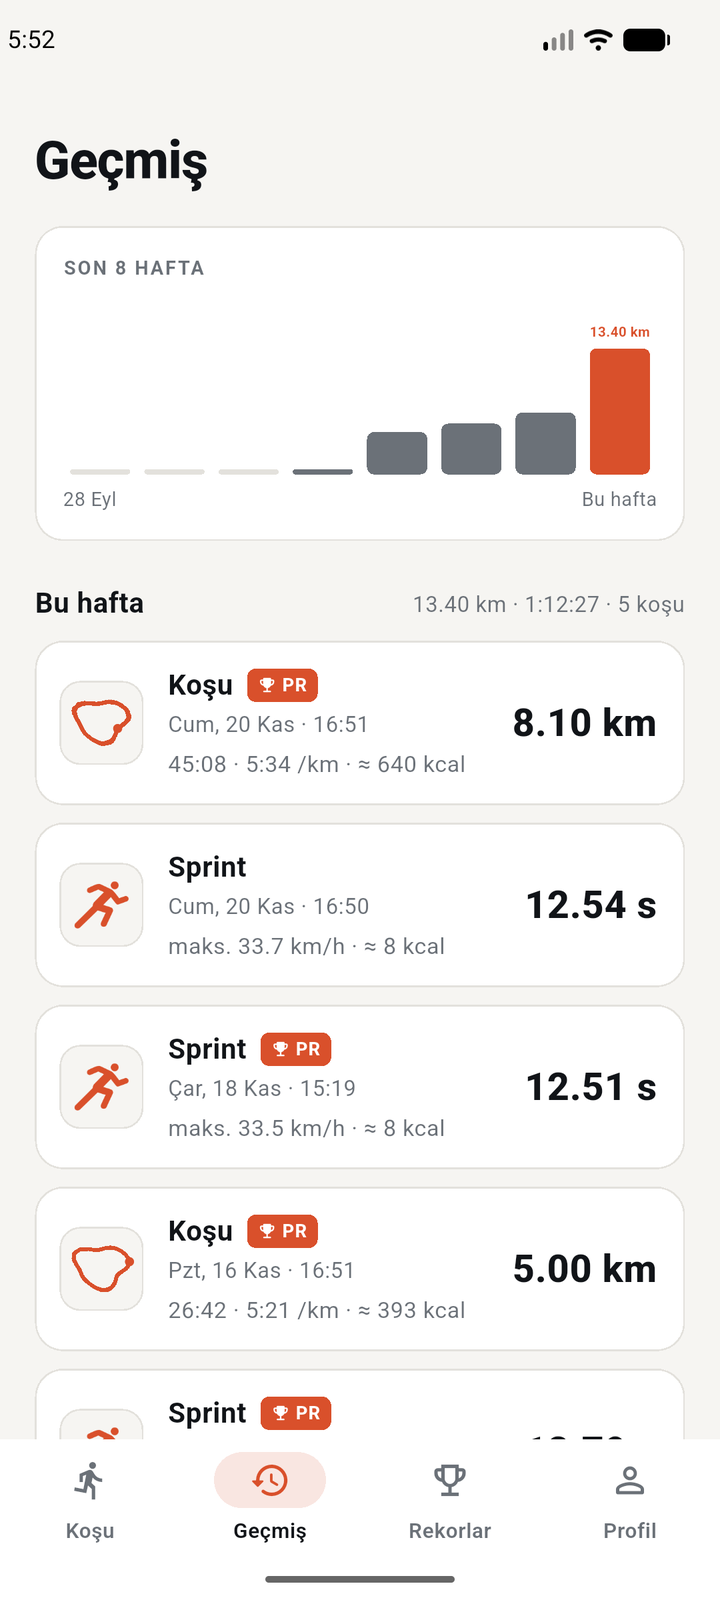 5:52
Geçmiş
SON 8 HAFTA
13.40 km
28 Eyl
Bu hafta
Bu hafta
13.40 km · 1:12:27 · 5 koşu
Koşu PR
Cum, 20 Kas · 16:51
8.10 km
45:08 · 5:34 /km · ≈ 640 kcal
Sprint
Cum, 20 Kas · 16:50
12.54 s
maks. 33.7 km/h · ≈ 8 kcal
Sprint PR
Çar, 18 Kas · 15:19
12.51 s
maks. 33.5 km/h · ≈ 8 kcal
Koşu PR
Pzt, 16 Kas · 16:51
5.00 km
26:42 · 5:21 /km · ≈ 393 kcal
Sprint PR
Koşu
Geçmiş
Rekorlar
Profil